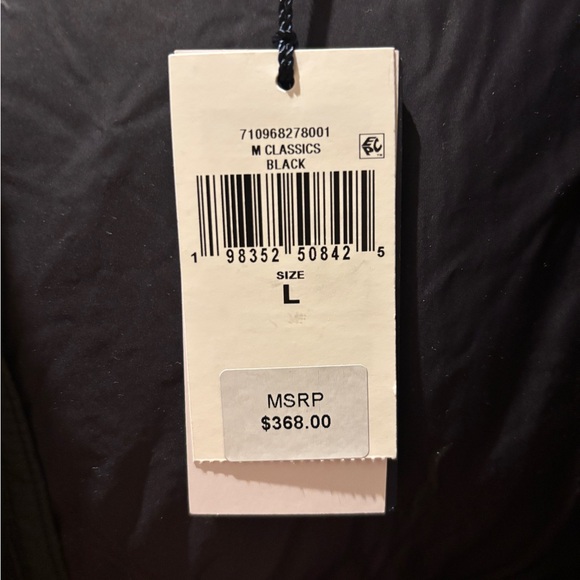 710968278001
M CLASSICS
BLACK
1 98352 50842 5
SIZE
L
MSRP
$368.00